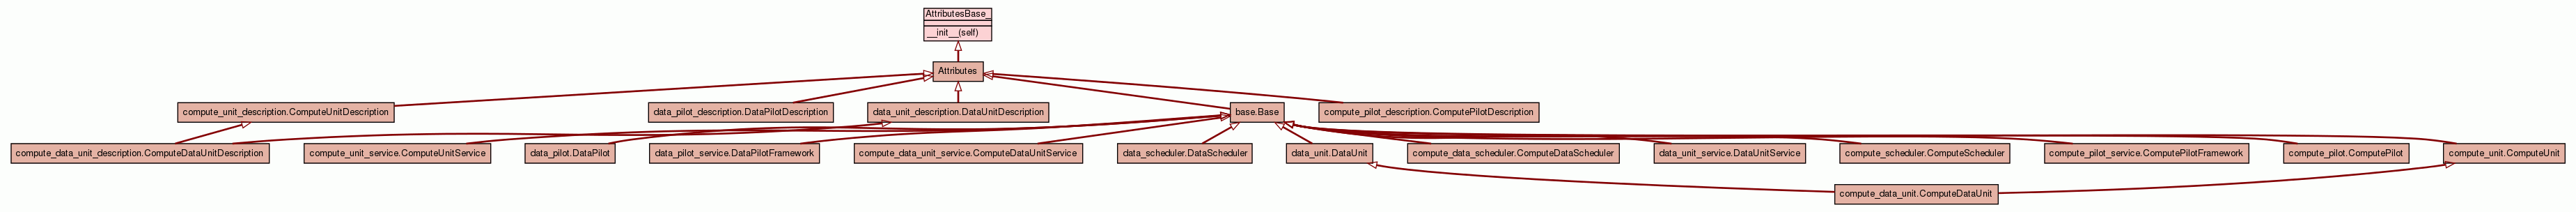 AttributesBase_
__init__(self)
Attributes
compute_unit_description.ComputeUnitDescription
data_pilot_description.DataPilotDescription
data_unit_description.DataUnitDescription
base.Base
compute_pilot_description.ComputePilotDescription
compute_data_unit_description.ComputeDataUnitDescription
compute_unit_service.ComputeUnitService
data_pilot.DataPilot
data_pilot_service.DataPilotFramework
compute_data_unit_service.ComputeDataUnitService
data_scheduler.DataScheduler
data_unit.DataUnit
compute_data_scheduler.ComputeDataScheduler
data_unit_service.DataUnitService
compute_scheduler.ComputeScheduler
compute_pilot_service.ComputePilotFramework
compute_pilot.ComputePilot
compute_unit.ComputeUnit
compute_data_unit.ComputeDataUnit